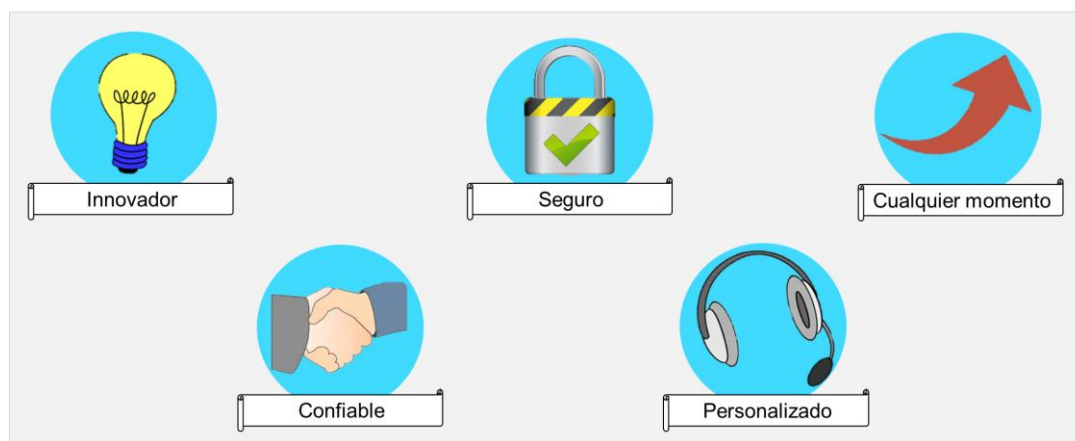 Innovador
Seguro
Cualquier momento
Confiable
Personalizado